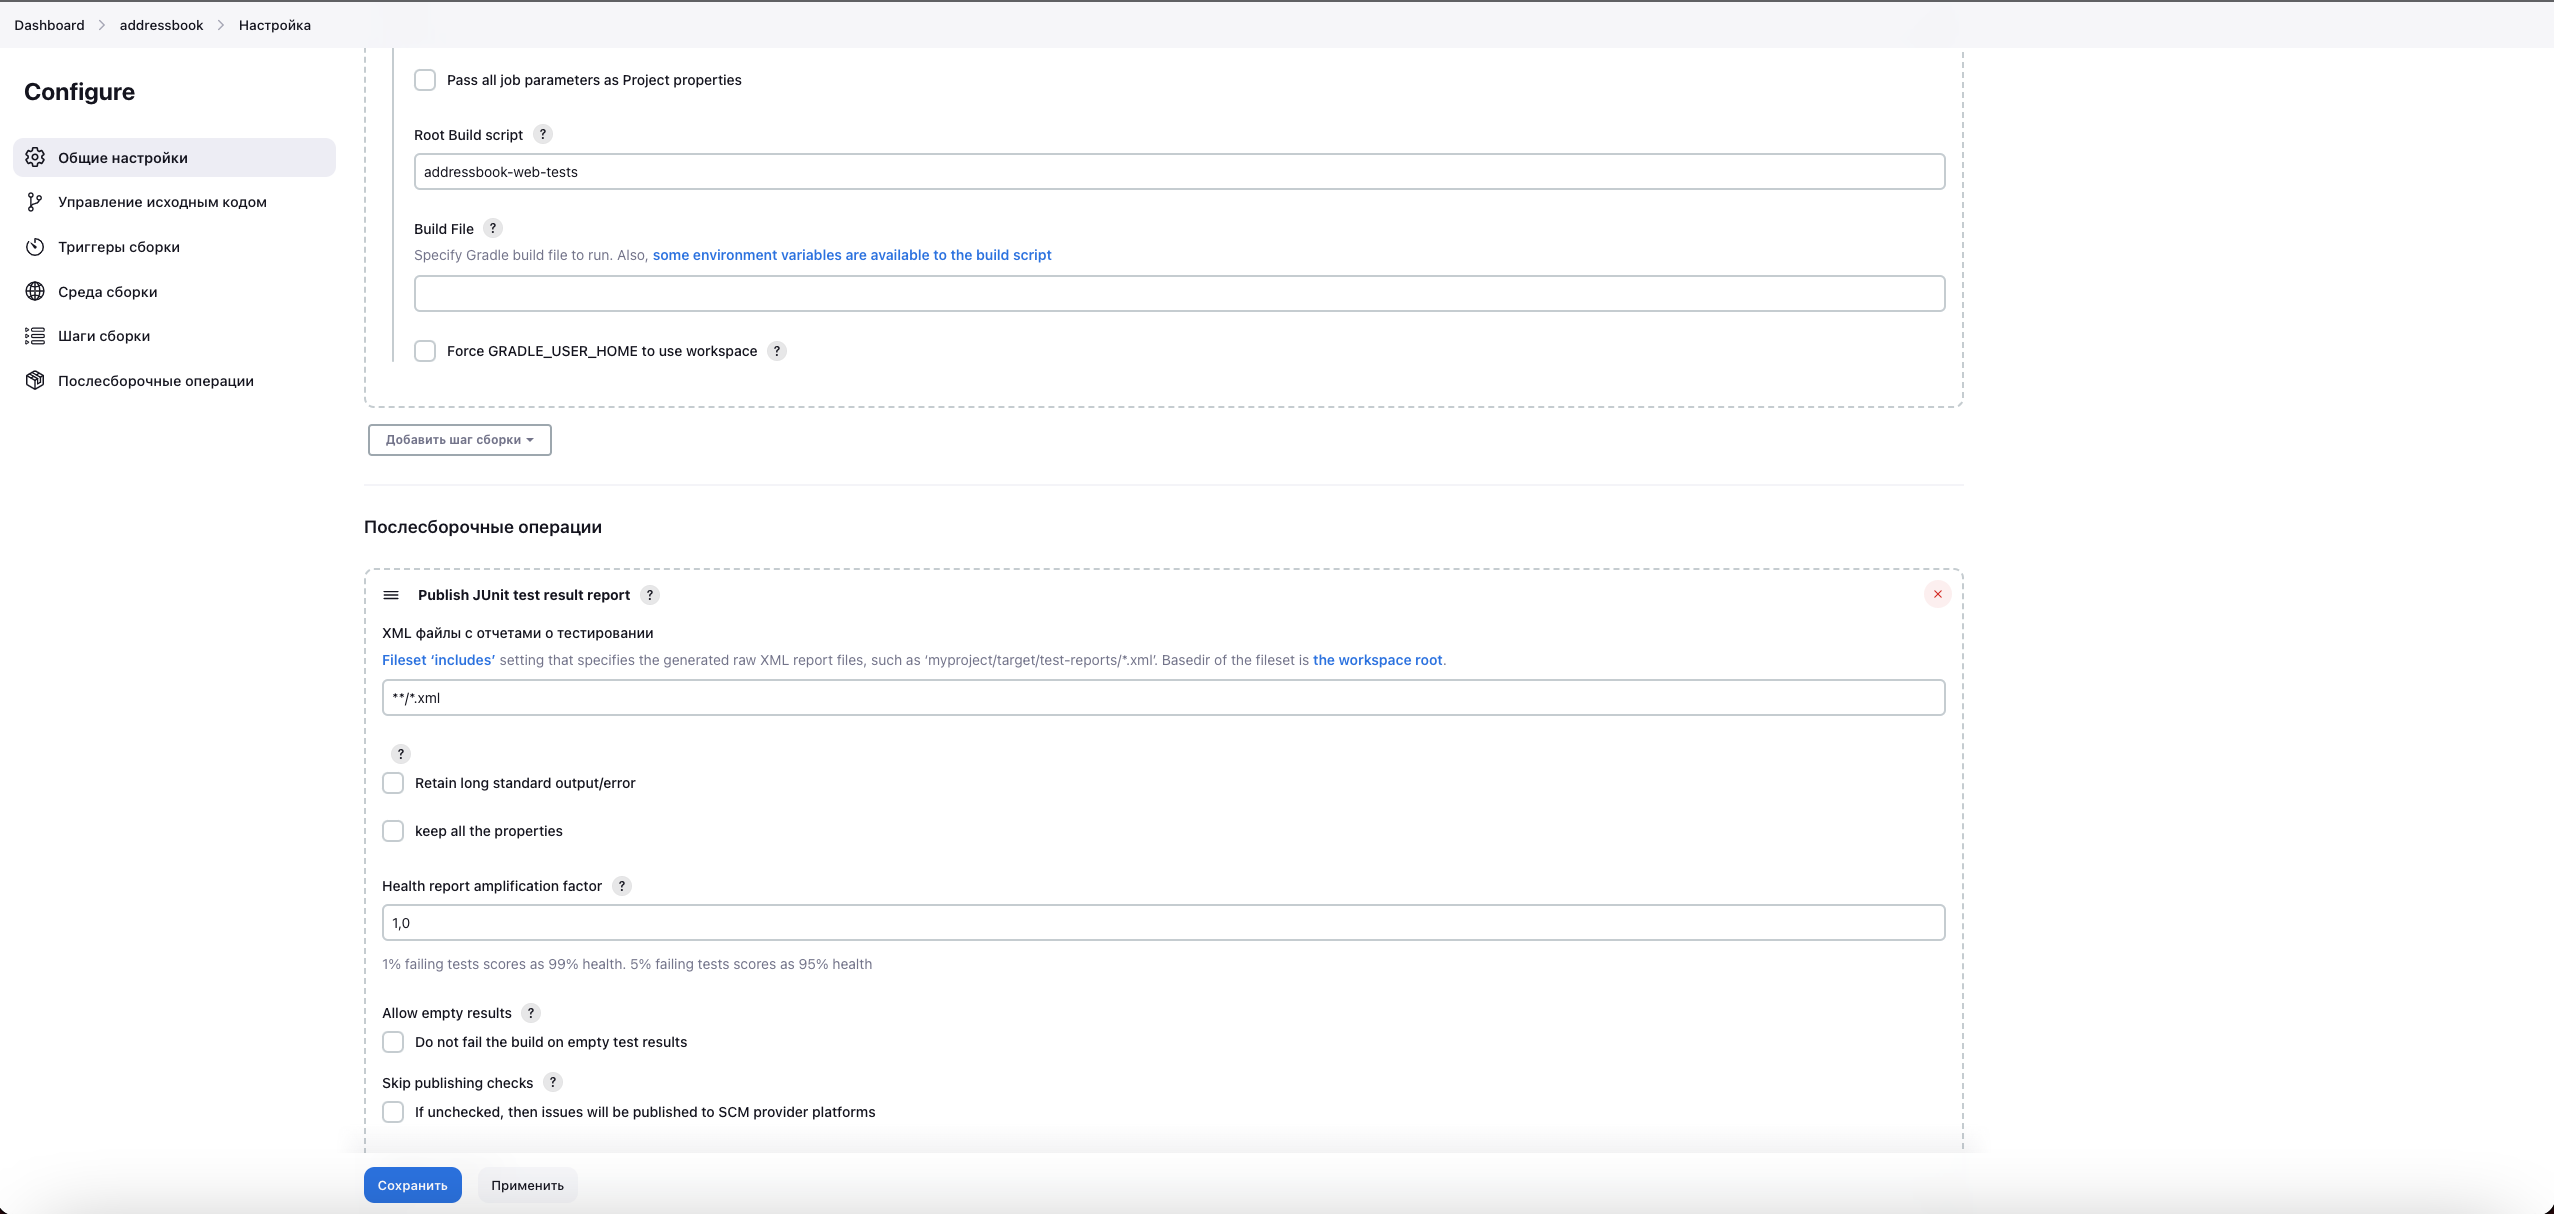 Dashboard > addressbook > Настройка
Configure
Общие настройки
Управление исходным кодом
Триггеры сборки
Среда сборки
Шаги сборки
Послесборочные операции
Pass all job parameters as Project properties
Root Build script ?
addressbook-web-tests
Build File ?
Specify Gradle build file to run. Also, some environment variables are available to the build script
Force GRADLE_USER_HOME to use workspace ?
Добавить шаг сборки
Послесборочные операции
Publish JUnit test result report ?
XML файлы с отчетами о тестировании
Fileset ‘includes’ setting that specifies the generated raw XML report files, such as ‘myproject/target/test-reports/*.xml’. Basedir of the fileset is the workspace root.
**/*.xml
?
Retain long standard output/error
keep all the properties
Health report amplification factor ?
1,0
1% failing tests scores as 99% health. 5% failing tests scores as 95% health
Allow empty results ?
Do not fail the build on empty test results
Skip publishing checks ?
If unchecked, then issues will be published to SCM provider platforms
Сохранить
Применить